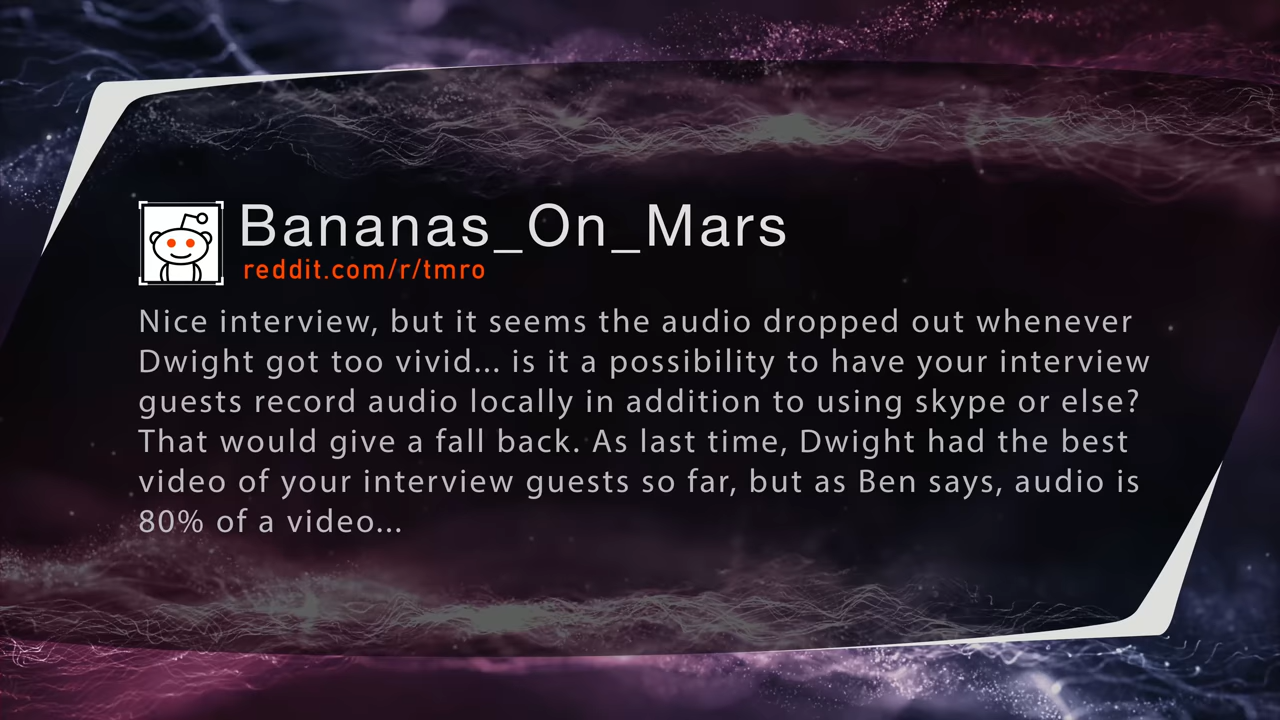 Bananas_On_Mars
reddit.com/r/tmro
Nice interview, but it seems the audio dropped out whenever
Dwight got too vivid... is it a possibility to have your interview
guests record audio locally in addition to using skype or else?
That would give a fall back. As last time, Dwight had the best
video of your interview guests so far, but as Ben says, audio is
80% of a video...